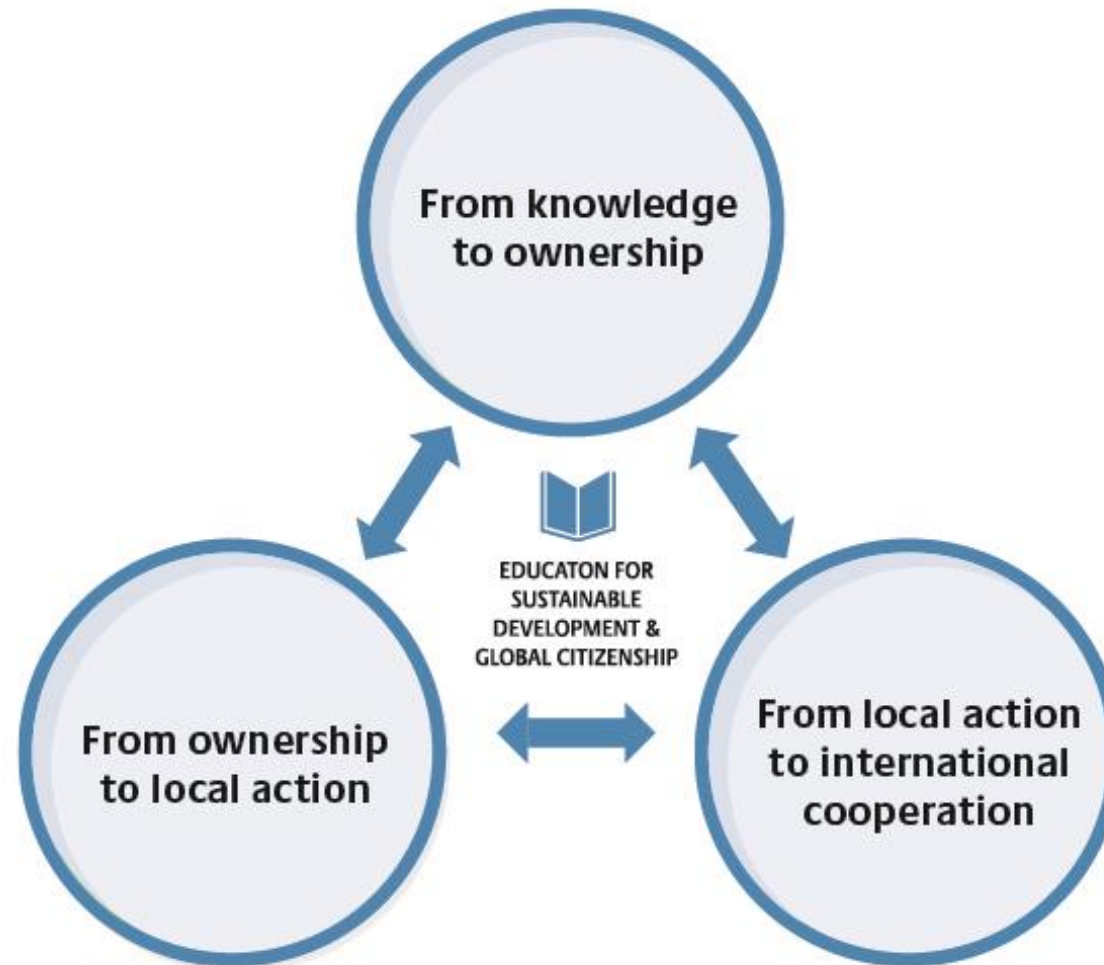 From knowledge
to ownership
EDUCATON FOR
SUSTAINABLE
DEVELOPMENT &
GLOBAL CITIZENSHIP
From ownership
to local action
From local action
to international
cooperation